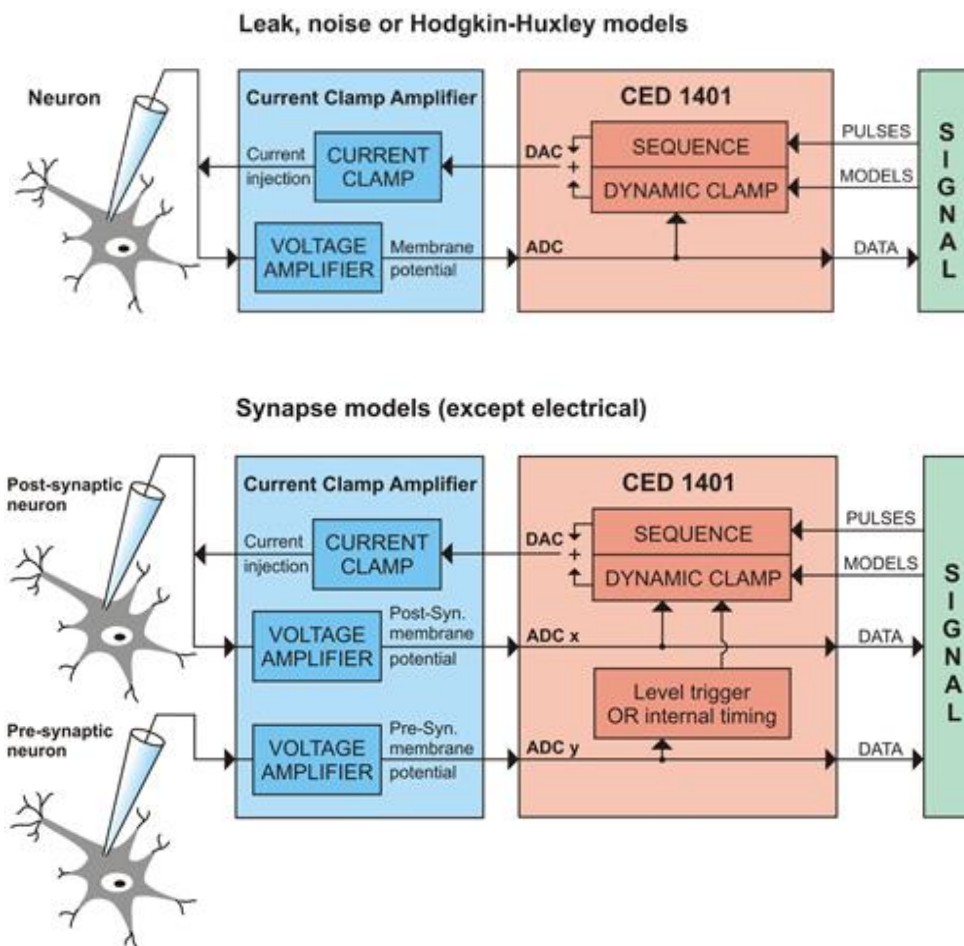 Leak, noise or Hodgkin-Huxley models
Neuron
Current Clamp Amplifier
CED 1401
Current
injection
CURRENT
CLAMP
DAC
+
SEQUENCE
DYNAMIC CLAMP
PULSES
MODELS
VOLTAGE
AMPLIFIER
Membrane
potential
ADC
DATA
SIGNAL
Synapse models (except electrical)
Post-synaptic
neuron
Current Clamp Amplifier
CED 1401
Current
injection
CURRENT
CLAMP
DAC
+
SEQUENCE
DYNAMIC CLAMP
PULSES
MODELS
VOLTAGE
AMPLIFIER
Post-Syn.
membrane
potential
ADC x
DATA
Level trigger
OR internal timing
Pre-synaptic
neuron
VOLTAGE
AMPLIFIER
Pre-Syn.
membrane
potential
ADC y
DATA
SIGNAL